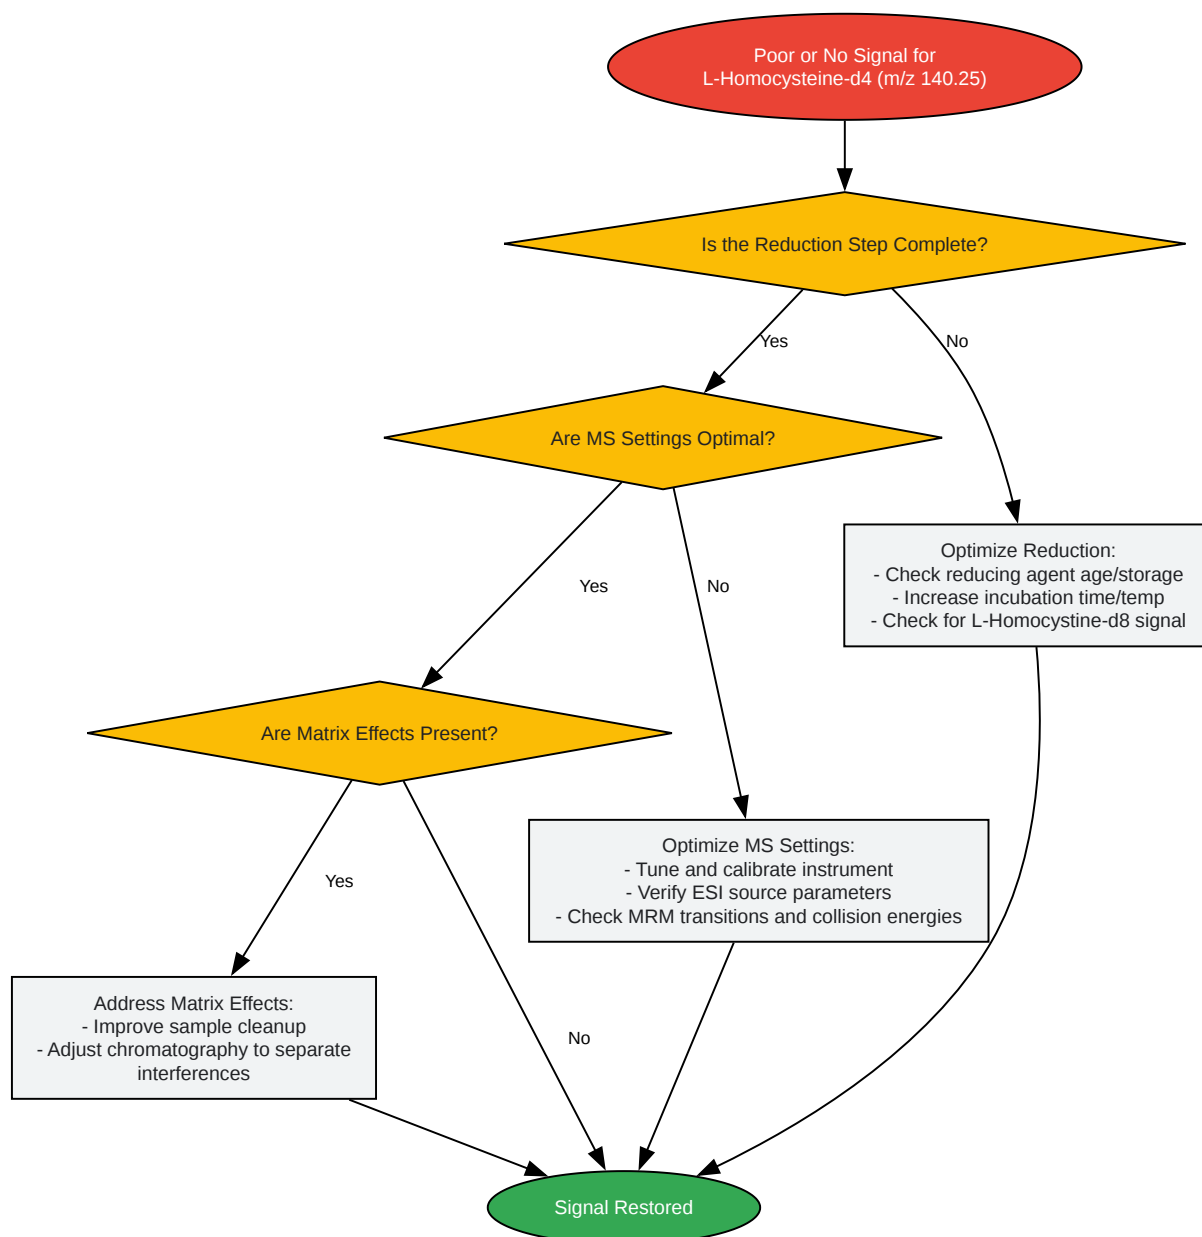 Poor or No Signal for
L-Homocysteine-d4 (m/z 140.25)
Is the Reduction Step Complete?
Yes
No
Are MS Settings Optimal?
Yes
No
Optimize Reduction:
- Check reducing agent age/storage
- Increase incubation time/temp
- Check for L-Homocystine-d8 signal
Are Matrix Effects Present?
Yes
No
Optimize MS Settings:
- Tune and calibrate instrument
- Verify ESI source parameters
- Check MRM transitions and collision energies
Address Matrix Effects:
- Improve sample cleanup
- Adjust chromatography to separate
interferences
Signal Restored